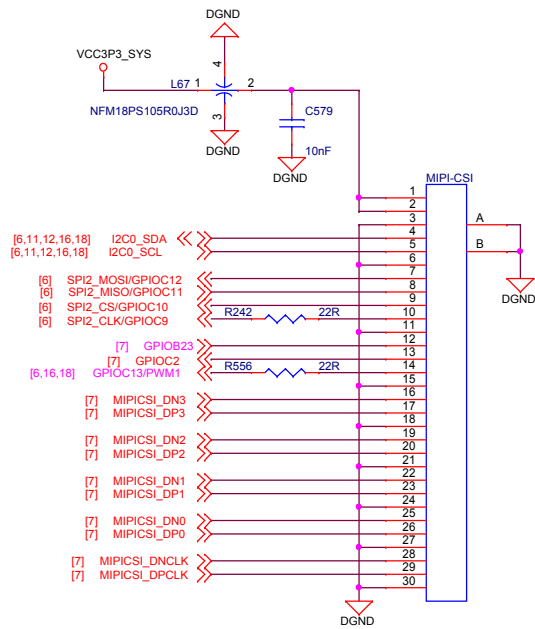 DGND
VCC3P3_SYS
4
L67 1 2
NFM18PS105R0J3D
3
C579
DGND
10nF
DGND
MIPI-CSI
1
2
3
A
[6,11,12,16,18] I2C0_SDA 4
[6,11,12,16,18] I2C0_SCL 5
B
6
[6] SPI2_MOSI/GPIOC12 7
[6] SPI2_MISO/GPIOC11 8
[6] SPI2_CS/GPIOC10 9
DGND
[6] SPI2_CLK/GPIOC9 R242 22R 10
11
[7] GPIOB23 12
[7] GPIOC2 13
[6,16,18] GPIOC13/PWM1 R556 22R 14
15
[7] MIPICSI_DN3 16
[7] MIPICSI_DP3 17
18
[7] MIPICSI_DN2 19
[7] MIPICSI_DP2 20
21
[7] MIPICSI_DN1 22
[7] MIPICSI_DP1 23
24
[7] MIPICSI_DN0 25
[7] MIPICSI_DP0 26
27
[7] MIPICSI_DNCLK 28
[7] MIPICSI_DPCLK 29
30
DGND